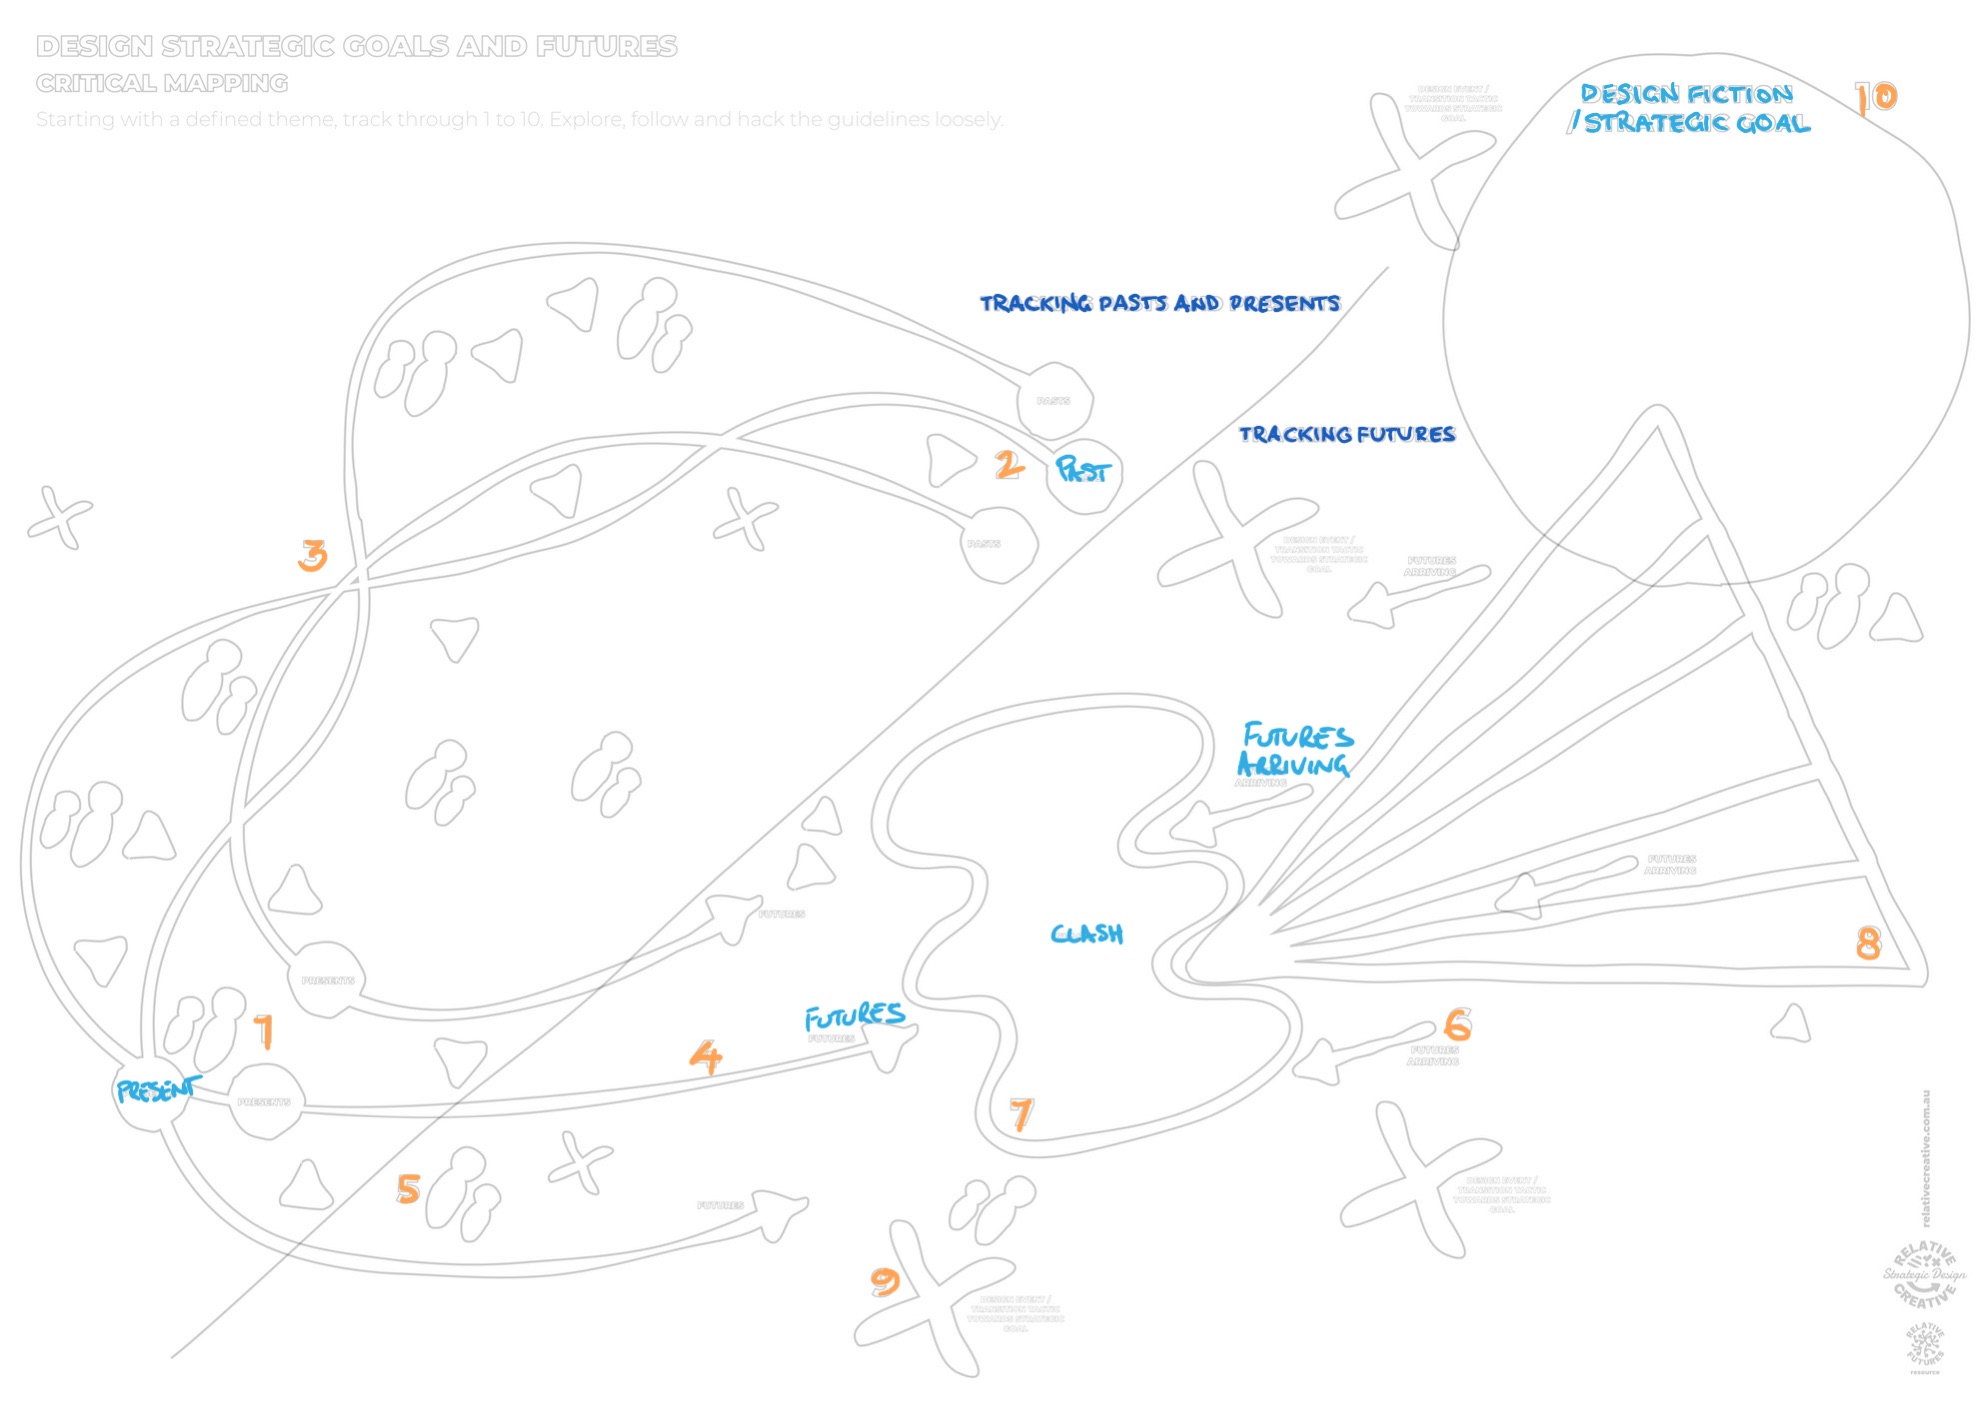 DESIGN STRATEGIC GOALS AND FUTURES
CRITICAL MAPPING
Starting with a defined theme, track through 1 to 10. Explore, follow and hack the guidelines loosely.
DESIGN EVENT /
TRANSITION TACTIC
TOWARDS STRATEGIC
GOAL
DESIGN FICTION
/STRATEGIC GOAL
10
TRACKING PASTS AND PRESENTS
PASTS
TRACKING FUTURES
2
PAST
PASTS
3
DESIGN EVENT /
TRANSITION TACTIC
TOWARDS STRATEGIC
GOAL
FUTURES
ARRIVING
FUTURES
ARRIVING
ARRIVING
FUTURES
ARRIVING
FUTURES
CLASH
8
PRESENTS
1
FUTURES
FUTURES
4
6
FUTURES
ARRIVING
PRESENT
PRESENTS
7
5
FUTURES
DESIGN EVENT /
TRANSITION TACTIC
TOWARDS STRATEGIC
GOAL
9
DESIGN EVENT /
TRANSITION TACTIC
TOWARDS STRATEGIC
GOAL
relativecreative.com.au
RELATIVE
Strategic Design
CREATIVE
RELATIVE
FUTURES
resource